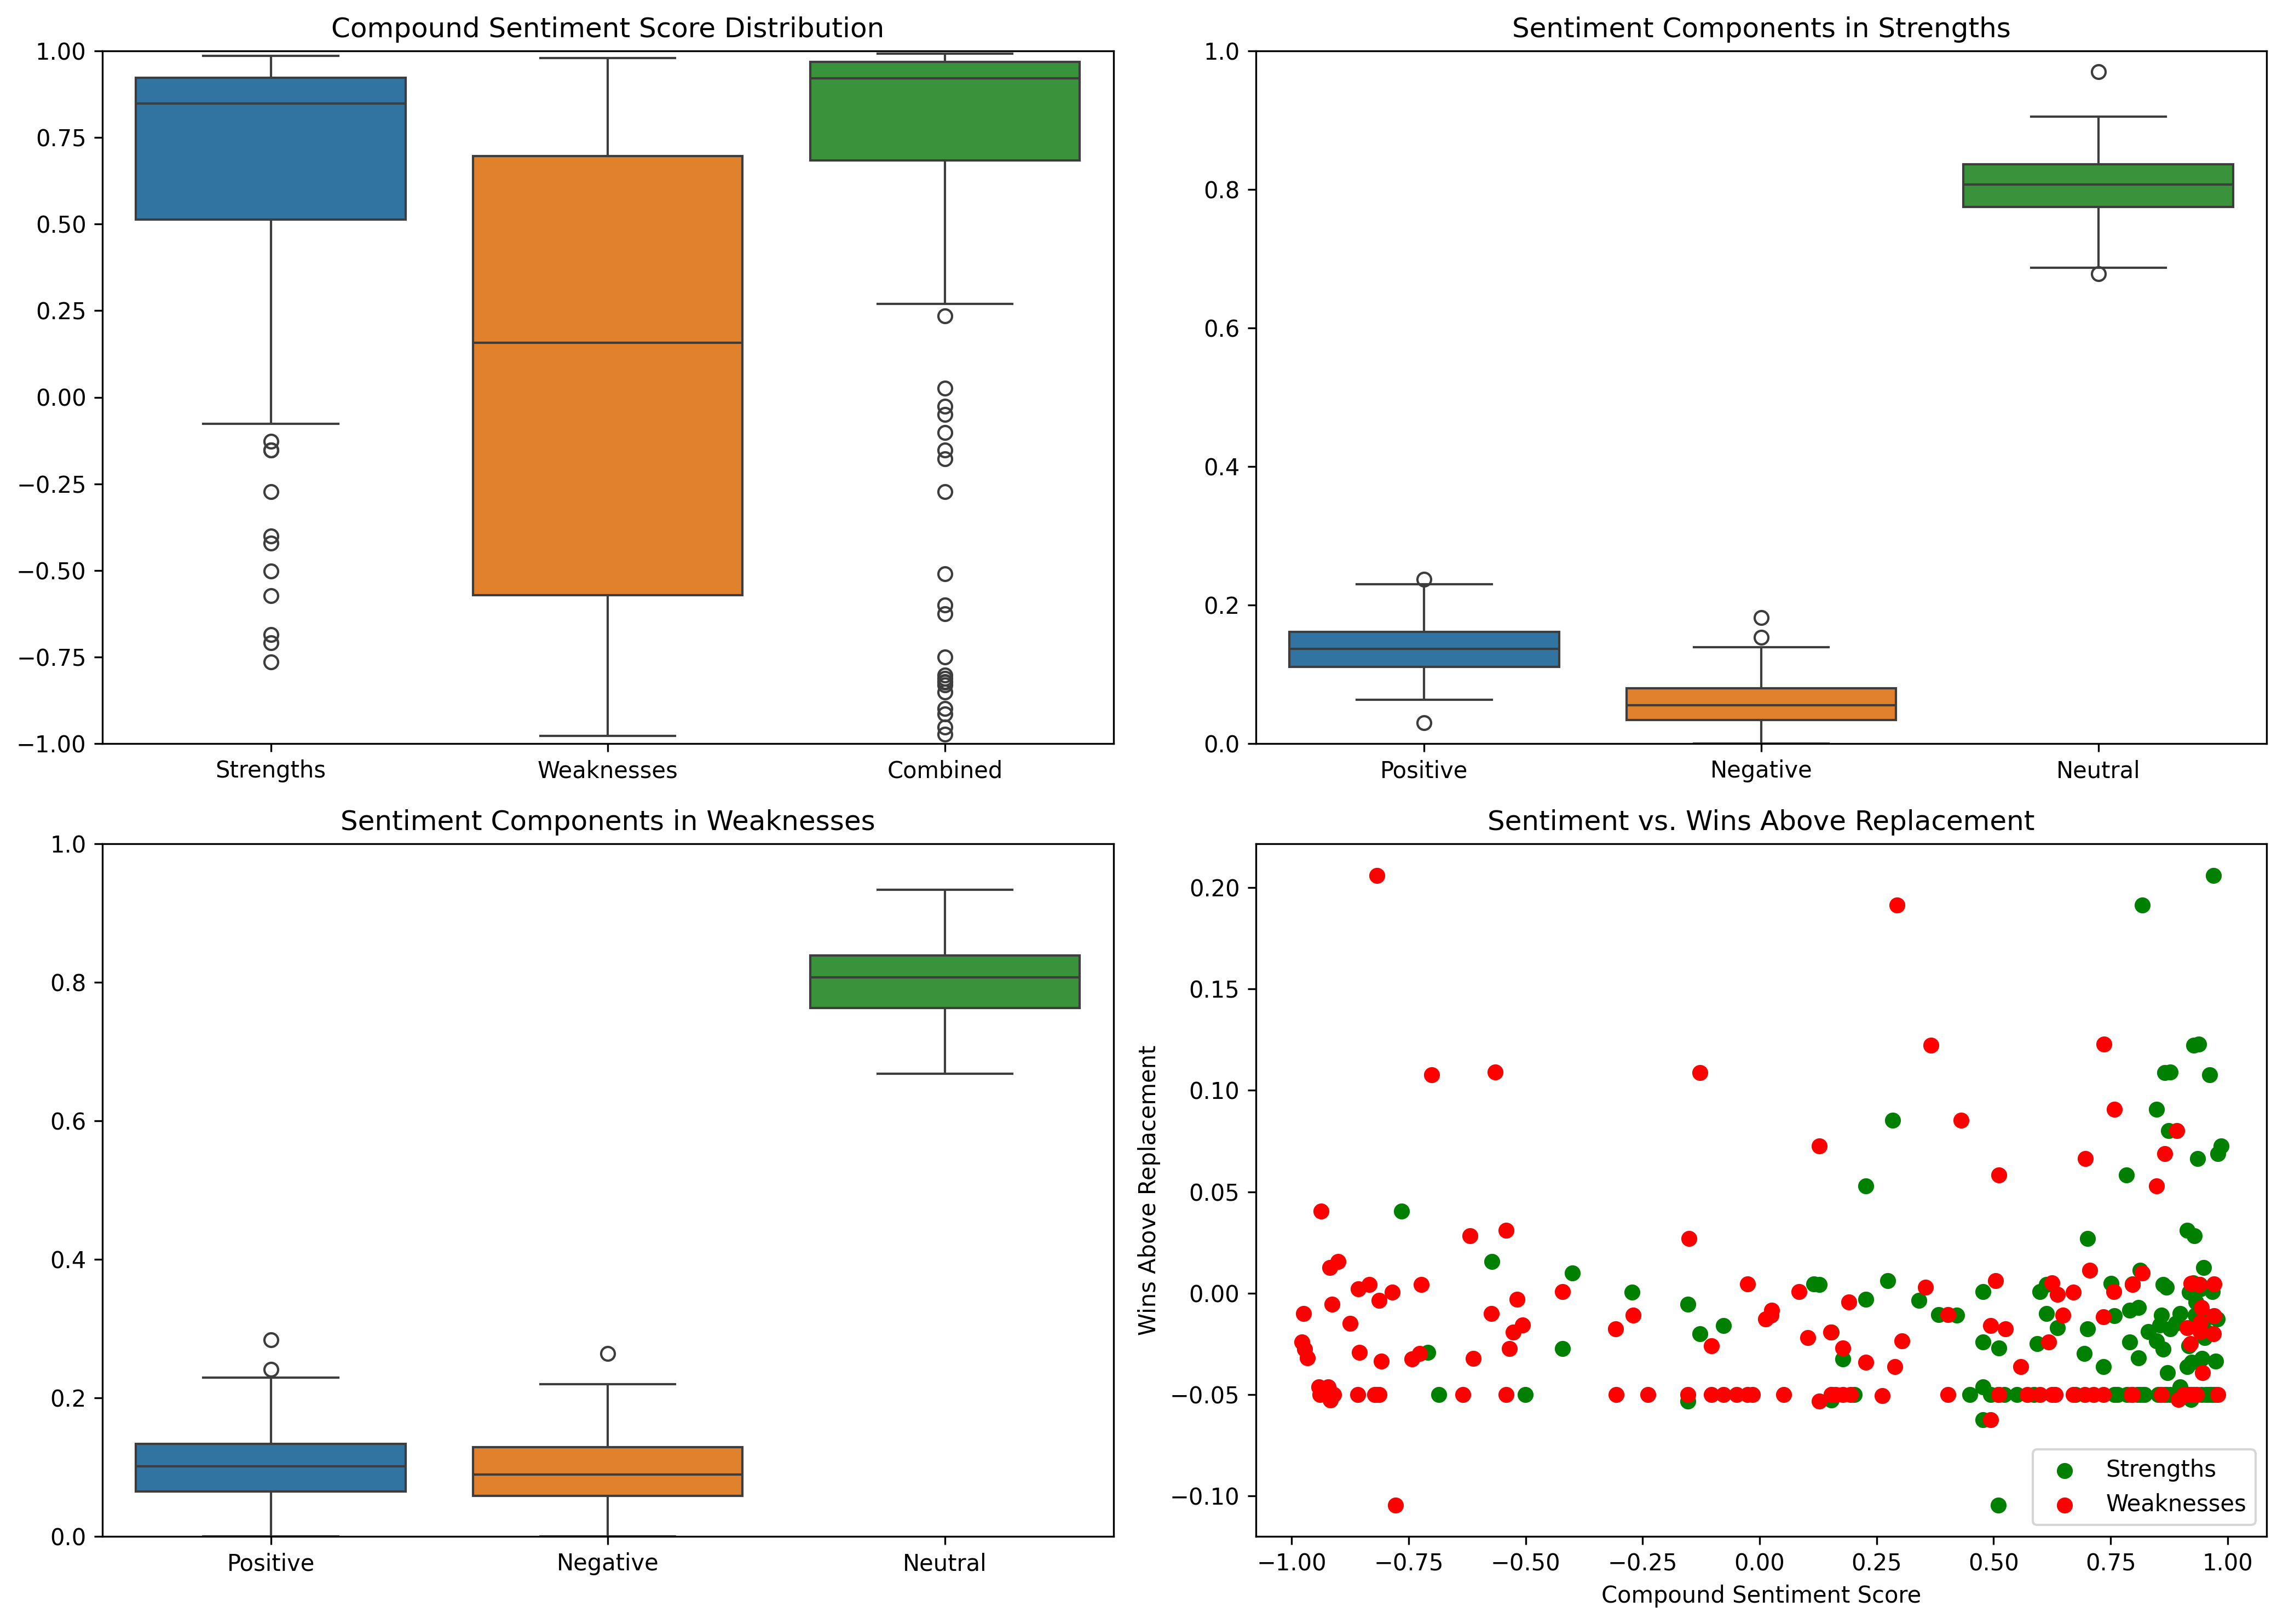 Compound Sentiment Score Distribution
1.00
0.75
0.50
0.25
0.00
−0.25
−0.50
−0.75
−1.00
Strengths
Weaknesses
Combined
Sentiment Components in Strengths
1.0
0.8
0.6
0.4
0.2
0.0
Positive
Negative
Neutral
Sentiment Components in Weaknesses
1.0
0.8
0.6
0.4
0.2
0.0
Positive
Negative
Neutral
Sentiment vs. Wins Above Replacement
Wins Above Replacement
0.20
0.15
0.10
0.05
0.00
−0.05
−0.10
Strengths
Weaknesses
−1.00
−0.75
−0.50
−0.25
0.00
0.25
0.50
0.75
1.00
Compound Sentiment Score